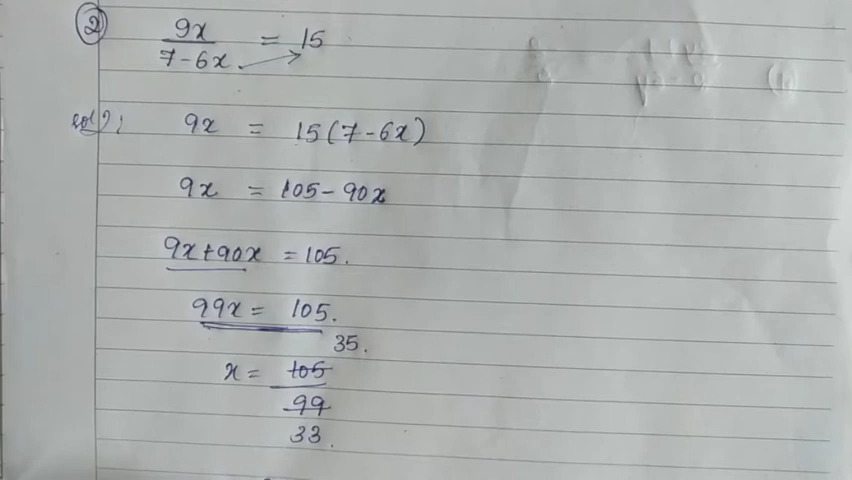 ② 9x / 7-6x = 15
solⁿ; 9x = 15(7-6x)
9x = 105-90x
9x+90x = 105.
99x = 105.
35.
x = 105
99
33.